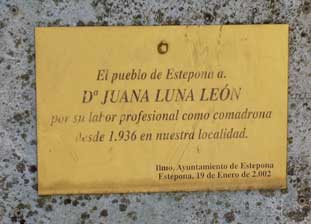 El pueblo de Estepona a.
Dª JUANA LUNA LEÓN
por su labor profesional como comadrona
desde 1.936 en nuestra localidad.
Ilmo. Ayuntamiento de Estepona
Estepona, 19 de Enero de 2.002